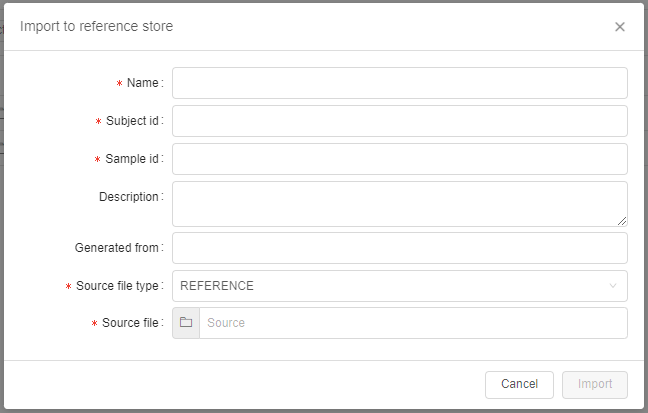 Import to reference store
* Name:
* Subject id:
* Sample id:
Description:
Generated from:
* Source file type: REFERENCE
* Source file: Source
Cancel Import